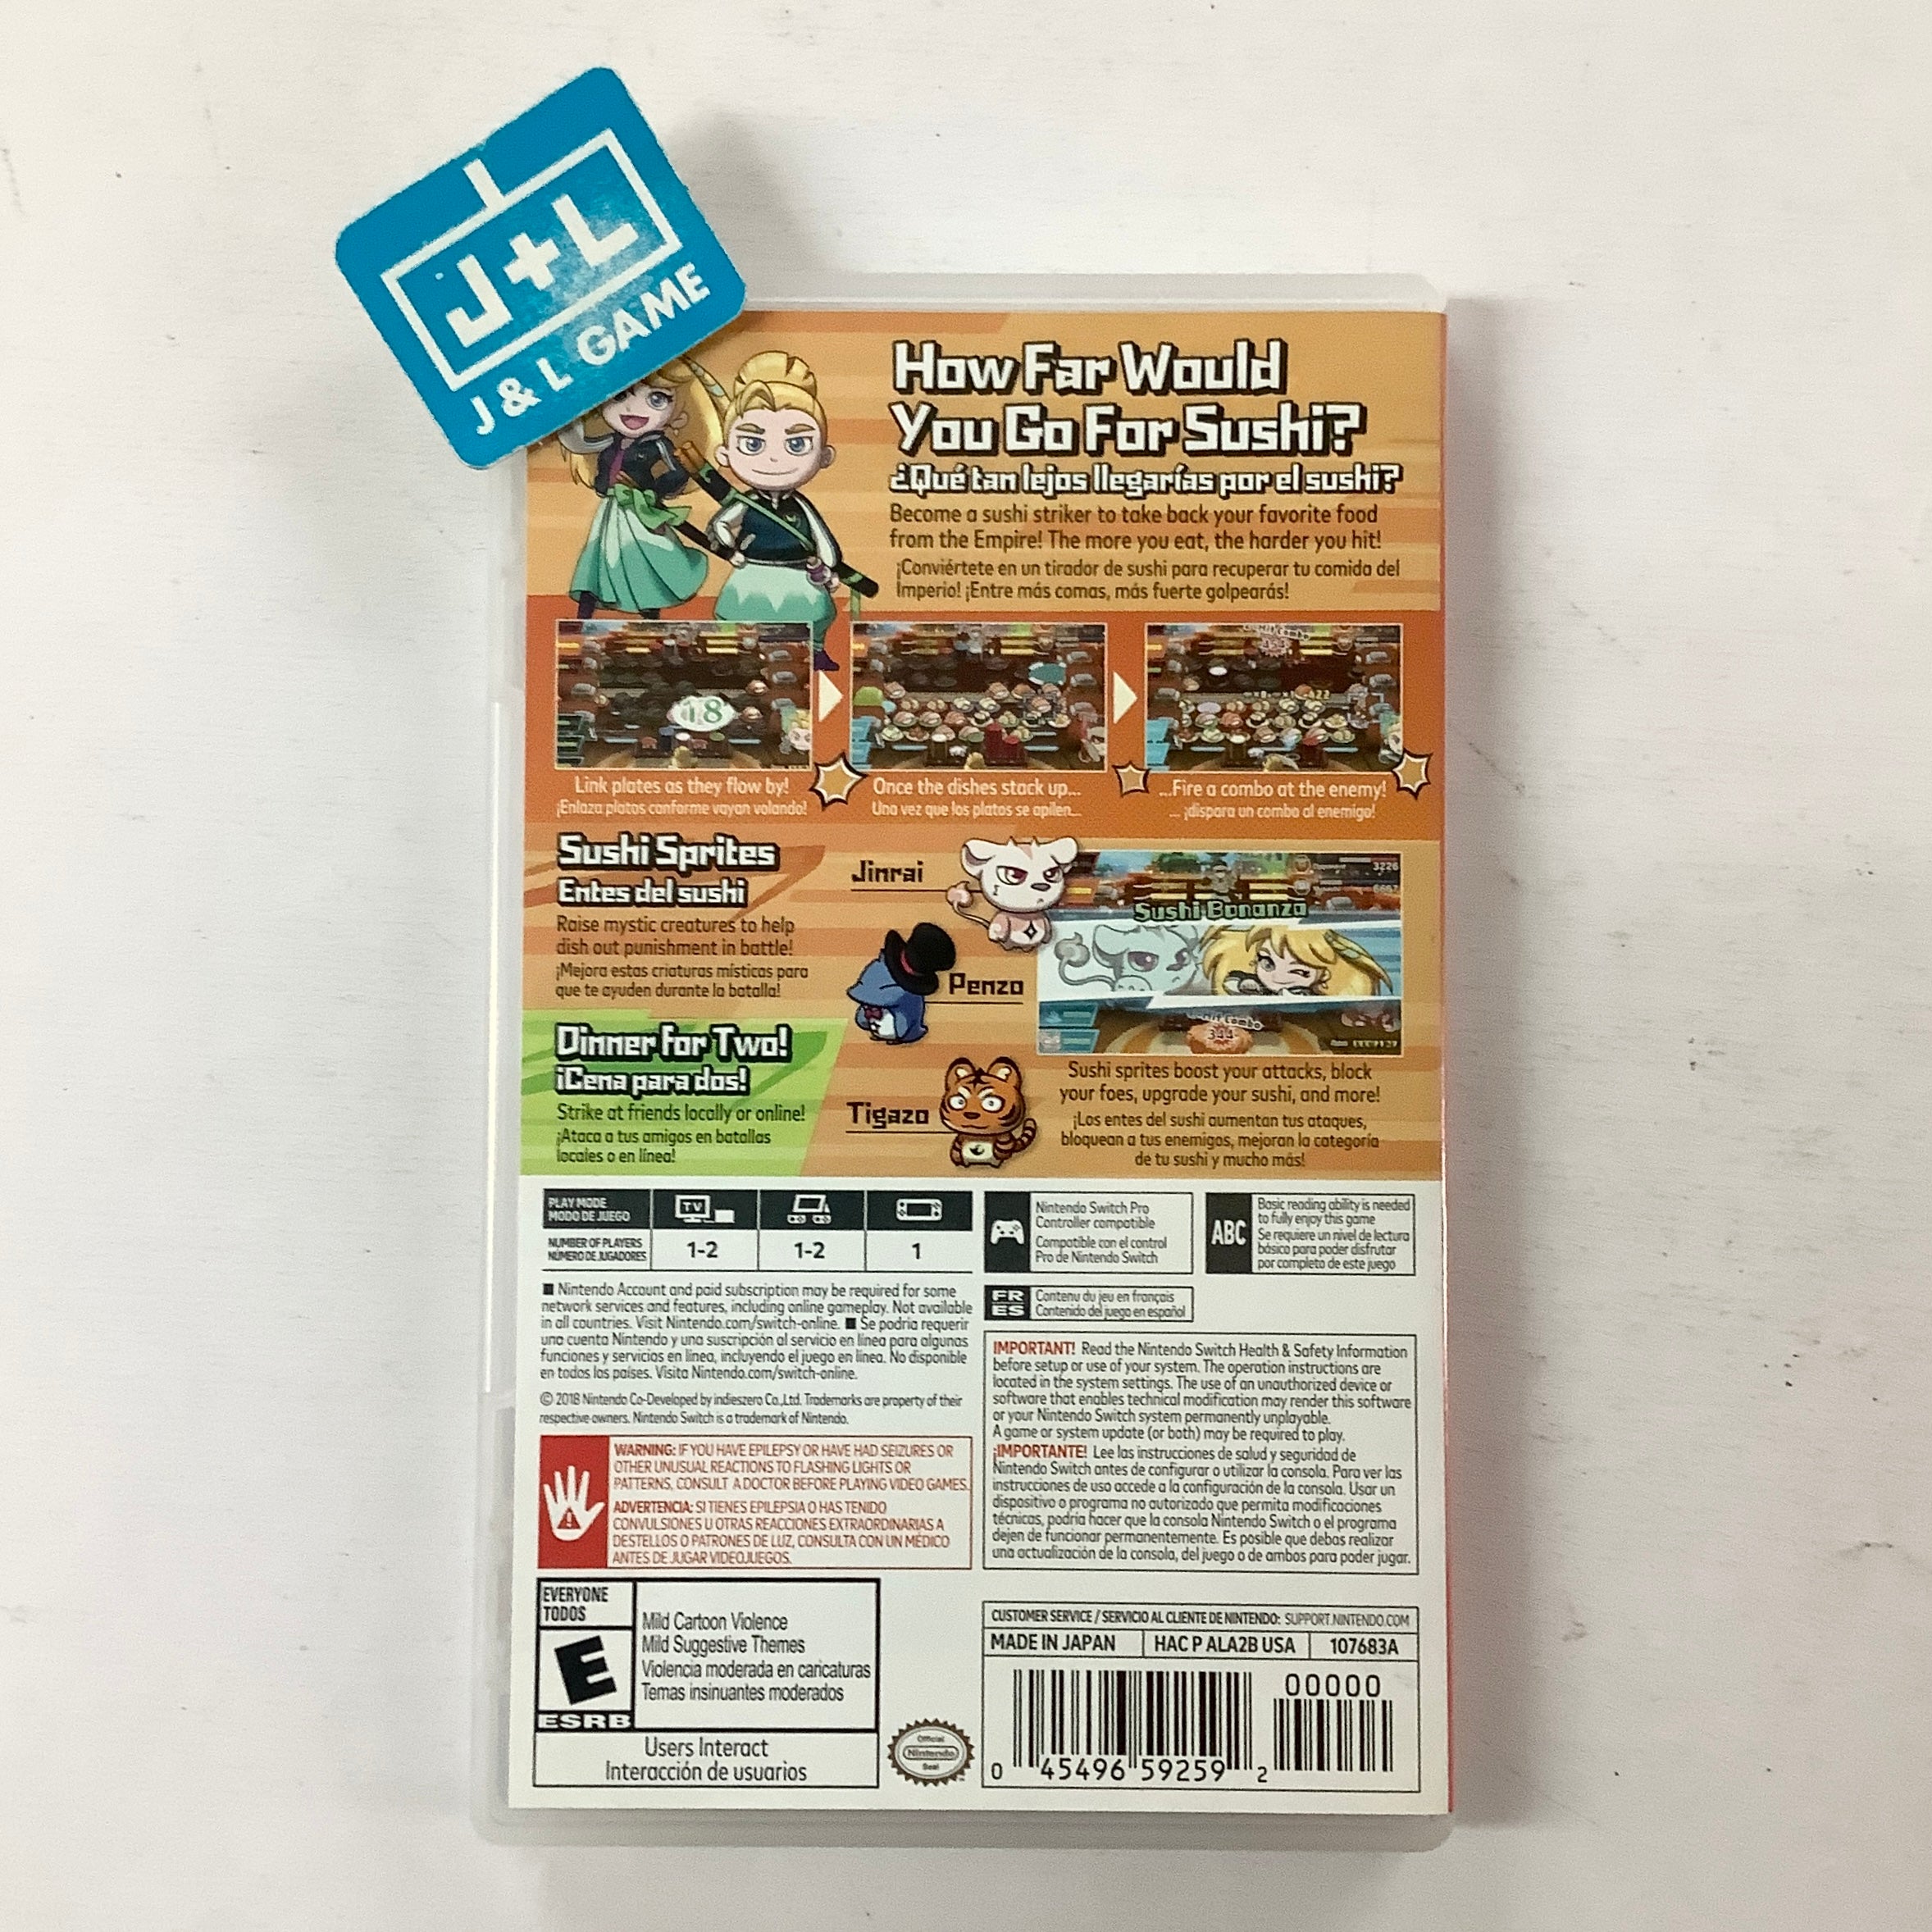 J+L
J & L GAME
How Far Would
You Go For Sushi?
¿Qué tan lejos llegarías por el sushi?
Become a sushi striker to take back your favorite food
from the Empire! The more you eat, the harder you hit!
¡Conviértete en un tirador de sushi para recuperar tu comida del
Imperio! ¡Entre más comas, más fuerte golpearás!
18
422
Link plates as they flow by!
¡Enlaza platos conforme vayan volando!
Once the dishes stack up...
Una vez que los platos se apilen...
...Fire a combo at the enemy!
... ¡dispara un combo al enemigo!
Sushi Sprites
Entes del sushi
Raise mystic creatures to help
dish out punishment in battle!
¡Mejora estas criaturas místicas para
que te ayuden durante la batalla!
Jinrai
Penzo
Tigazo
3226
Sushi Bonanza
Combo
344
Dinner for Two!
¡Cena para dos!
Strike at friends locally or online!
¡Ataca a tus amigos en batallas
locales o en línea!
Sushi sprites boost your attacks, block
your foes, upgrade your sushi, and more!
¡Los entes del sushi aumentan tus ataques,
bloquean a tus enemigos, mejoran la categoría
de tu sushi y mucho más!
PLAY MODE
MODO DE JUEGO
TV
NUMBER OF PLAYERS
NÚMERO DE JUGADORES
1-2
1-2
1
Nintendo Switch Pro
Controller compatible
Compatible con el control
Pro de Nintendo Switch
ABC
Basic reading ability is needed
to fully enjoy this game
Se requiere un nivel de lectura
básico para poder disfrutar
por completo de este juego
FR
ES
Contenu du jeu en français
Contenido del juego en español
■ Nintendo Account and paid subscription may be required for some
network services and features, including online gameplay. Not available
in all countries. Visit Nintendo.com/switch-online. ■ Se podría requerir
una cuenta Nintendo y una suscripción al servicio en línea para algunas
funciones y servicios en línea, incluyendo el juego en línea. No disponible
en todos los países. Visita Nintendo.com/switch-online.
© 2018 Nintendo Co-Developed by indieszero Co.,Ltd. Trademarks are property of their
respective owners. Nintendo Switch is a trademark of Nintendo.
WARNING: IF YOU HAVE EPILEPSY OR HAVE HAD SEIZURES OR
OTHER UNUSUAL REACTIONS TO FLASHING LIGHTS OR
PATTERNS, CONSULT A DOCTOR BEFORE PLAYING VIDEO GAMES.
ADVERTENCIA: SI TIENES EPILEPSIA O HAS TENIDO
CONVULSIONES U OTRAS REACCIONES EXTRAORDINARIAS A
DESTELLOS O PATRONES DE LUZ, CONSULTA CON UN MÉDICO
ANTES DE JUGAR VIDEOJUEGOS.
IMPORTANT! Read the Nintendo Switch Health & Safety Information
before setup or use of your system. The operation instructions are
located in the system settings. The use of an unauthorized device or
software that enables technical modification may render this software
or your Nintendo Switch system permanently unplayable.
A game or system update (or both) may be required to play.
¡IMPORTANTE! Lee las instrucciones de salud y seguridad de
Nintendo Switch antes de configurar o utilizar la consola. Para ver las
instrucciones de uso accede a la configuración de la consola. Usar un
dispositivo o programa no autorizado que permita modificaciones
técnicas, podría hacer que la consola Nintendo Switch o el programa
dejen de funcionar permanentemente. Es posible que debas realizar
una actualización de la consola, del juego o de ambos para poder jugar.
EVERYONE
TODOS
E
ESRB
Mild Cartoon Violence
Mild Suggestive Themes
Violencia moderada en caricaturas
Temas insinuantes moderados
Users Interact
Interacción de usuarios
Official
Nintendo
Seal
CUSTOMER SERVICE / SERVICIO AL CLIENTE DE NINTENDO: SUPPORT.NINTENDO.COM
MADE IN JAPAN
HAC P ALA2B USA
107683A
00000
0 45496 59259 2